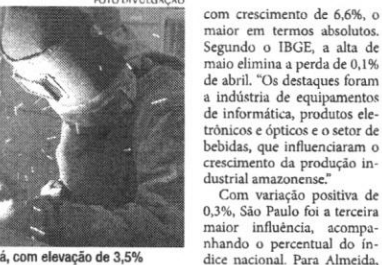 FOTO DIVULGAÇÃO
á, com elevação de 3,5%
com crescimento de 6,6%, o
maior em termos absolutos.
Segundo o IBGE, a alta de
maio elimina a perda de 0,1%
de abril. “Os destaques foram
a indústria de equipamentos
de informática, produtos ele-
trônicos e ópticos e o setor de
bebidas, que influenciaram o
crescimento da produção in-
dustrial amazonense.”
Com variação positiva de
0,3%, São Paulo foi a terceira
maior influência, acompa-
nhando o percentual do ín-
dice nacional. Para Almeida,